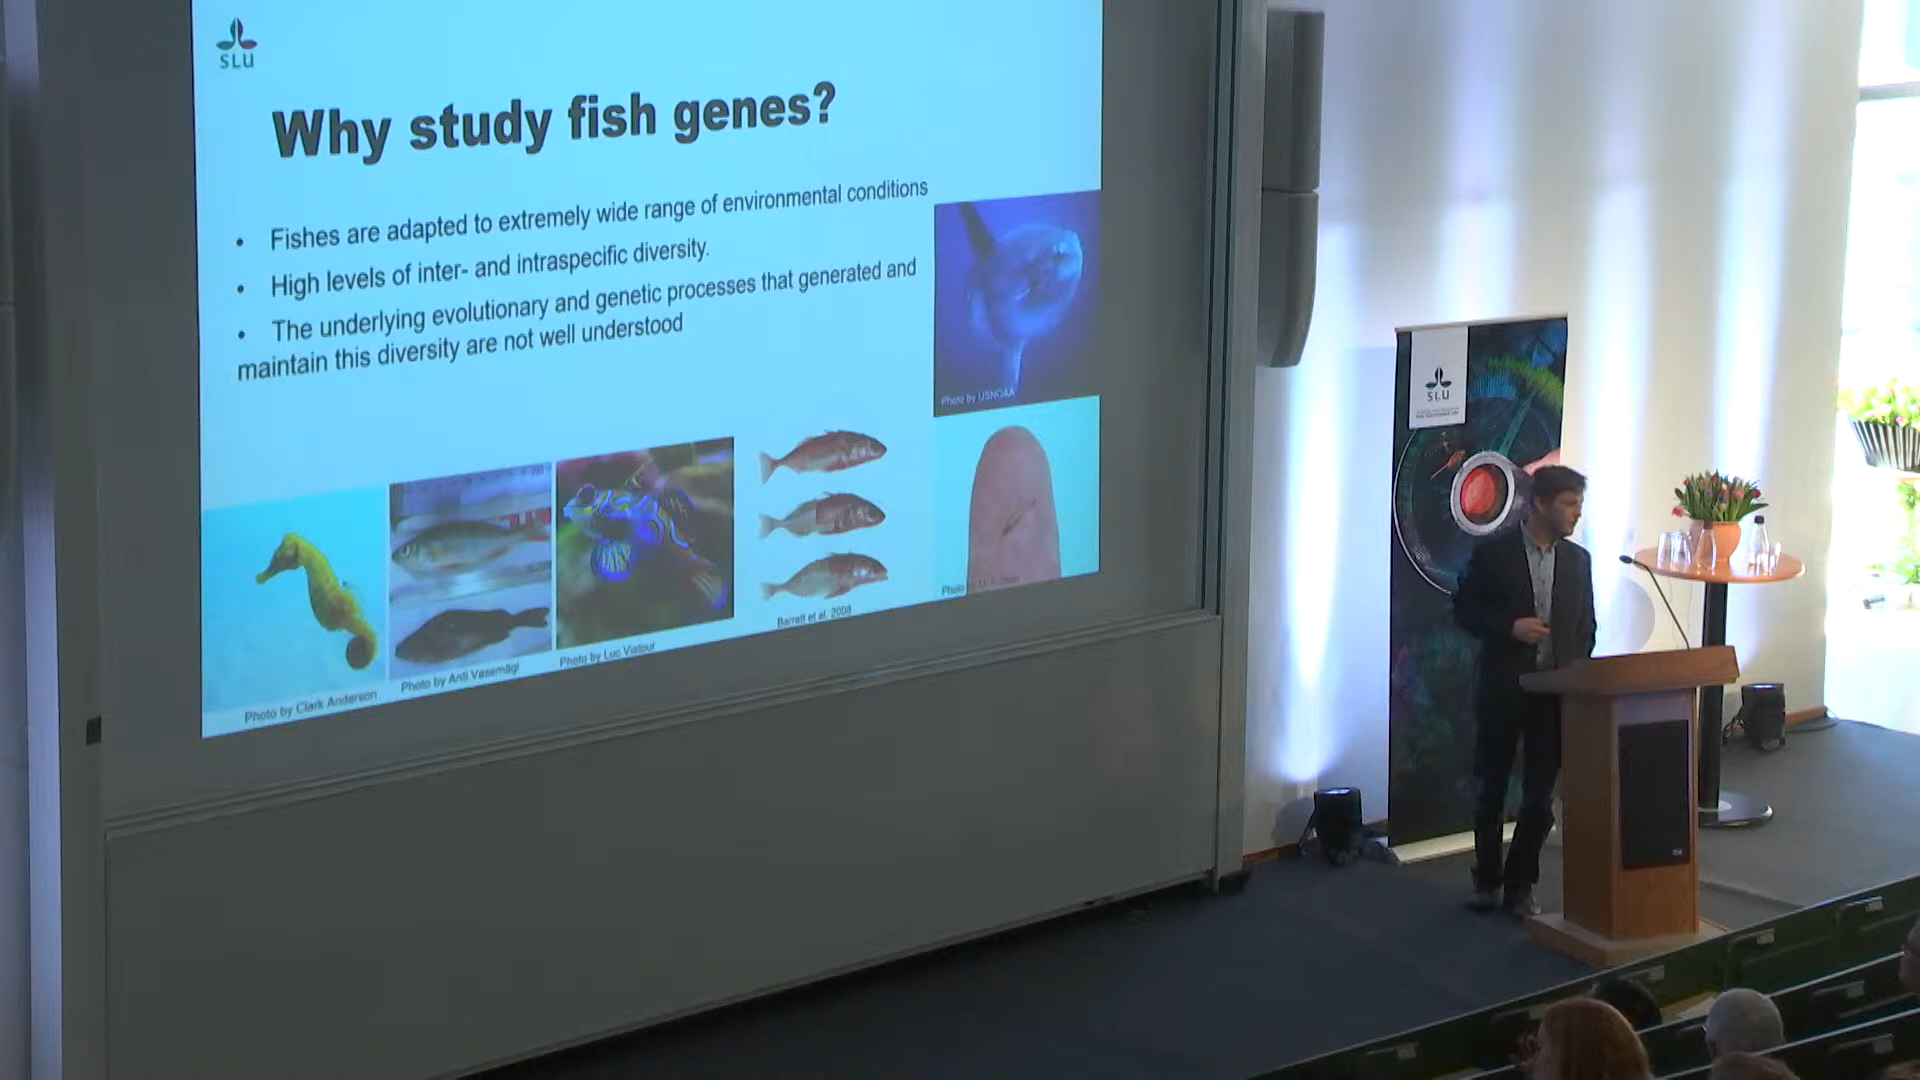 SLU
Why study fish genes?
• Fishes are adapted to extremely wide range of environmental conditions
• High levels of inter- and intraspecific diversity.
• The underlying evolutionary and genetic processes that generated and
maintain this diversity are not well understood
Photo by USNOAA
Photo by Clark Anderson
Photo by Anti Vasemägi
Photo by Luc Viatour
Barrett et al. 2008
Photo
SLU